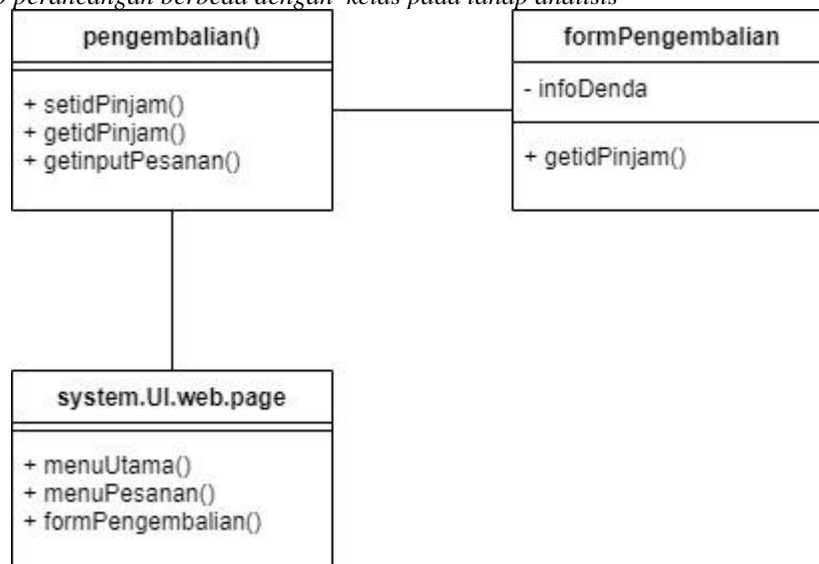 perancangan berbeda dengan kelas pada tahap analisis
pengembalian()
+ setidPinjam()
+ getidPinjam()
+ getinputPesanan()
formPengembalian
- infoDenda
+ getidPinjam()
system.UI.web.page
+ menuUtama()
+ menuPesanan()
+ formPengembalian()